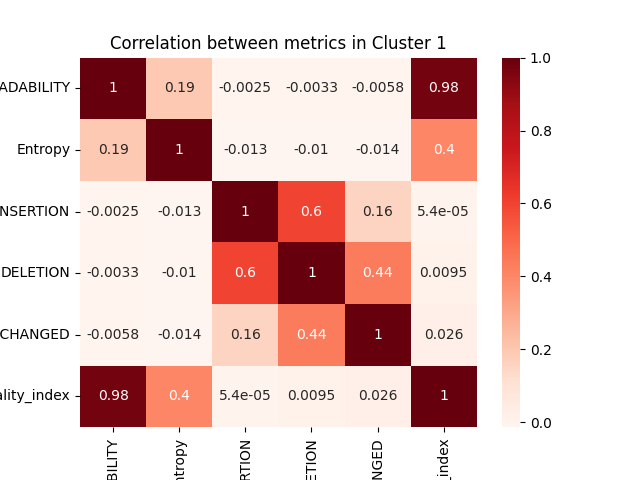 Correlation between metrics in Cluster 1
ADABILITY 1 0.19 -0.0025 -0.0033 -0.0058 0.98
Entropy 0.19 1 -0.013 -0.01 -0.014 0.4
NSERTION -0.0025 -0.013 1 0.6 0.16 5.4e-05
DELETION -0.0033 -0.01 0.6 1 0.44 0.0095
CHANGED -0.0058 -0.014 0.16 0.44 1 0.026
ality_index 0.98 0.4 5.4e-05 0.0095 0.026 1
BILITY
ntropy
RTION
ETION
NGED
_index
1.0
0.8
0.6
0.4
0.2
0.0